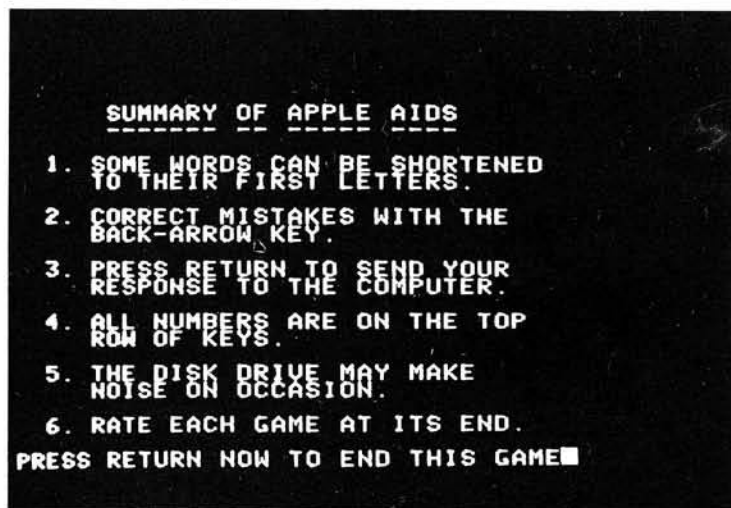 SUMMARY OF APPLE AIDS
1. SOME WORDS CAN BE SHORTENED
TO THEIR FIRST LETTERS.
2. CORRECT MISTAKES WITH THE
BACK-ARROW KEY.
3. PRESS RETURN TO SEND YOUR
RESPONSE TO THE COMPUTER.
4. ALL NUMBERS ARE ON THE TOP
ROW OF KEYS.
5. THE DISK DRIVE MAY MAKE
NOISE ON OCCASION.
6. RATE EACH GAME AT ITS END.
PRESS RETURN NOW TO END THIS GAME